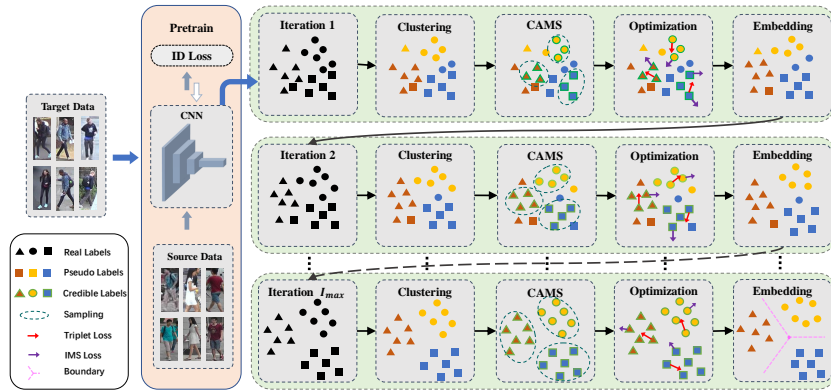 Pretrain
ID Loss
CNN
Target Data
Source Data
Iteration 1
Clustering
CAMS
Optimization
Embedding
Iteration 2
Clustering
CAMS
Optimization
Embedding
Iteration I_max
Clustering
CAMS
Optimization
Embedding
Real Labels
Pseudo Labels
Credible Labels
Sampling
Triplet Loss
IMS Loss
Boundary